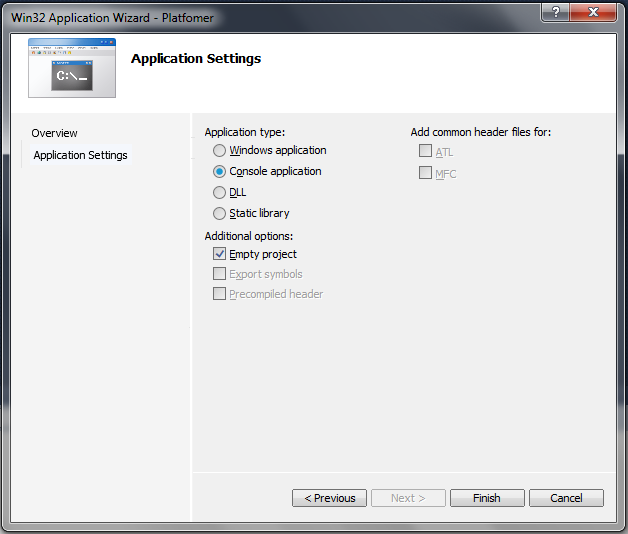 Win32 Application Wizard - Platfomer
C:\_
Application Settings
Overview
Application Settings
Application type:
Windows application
Console application
DLL
Static library
Additional options:
Empty project
Export symbols
Precompiled header
Add common header files for:
ATL
MFC
< Previous
Next >
Finish
Cancel